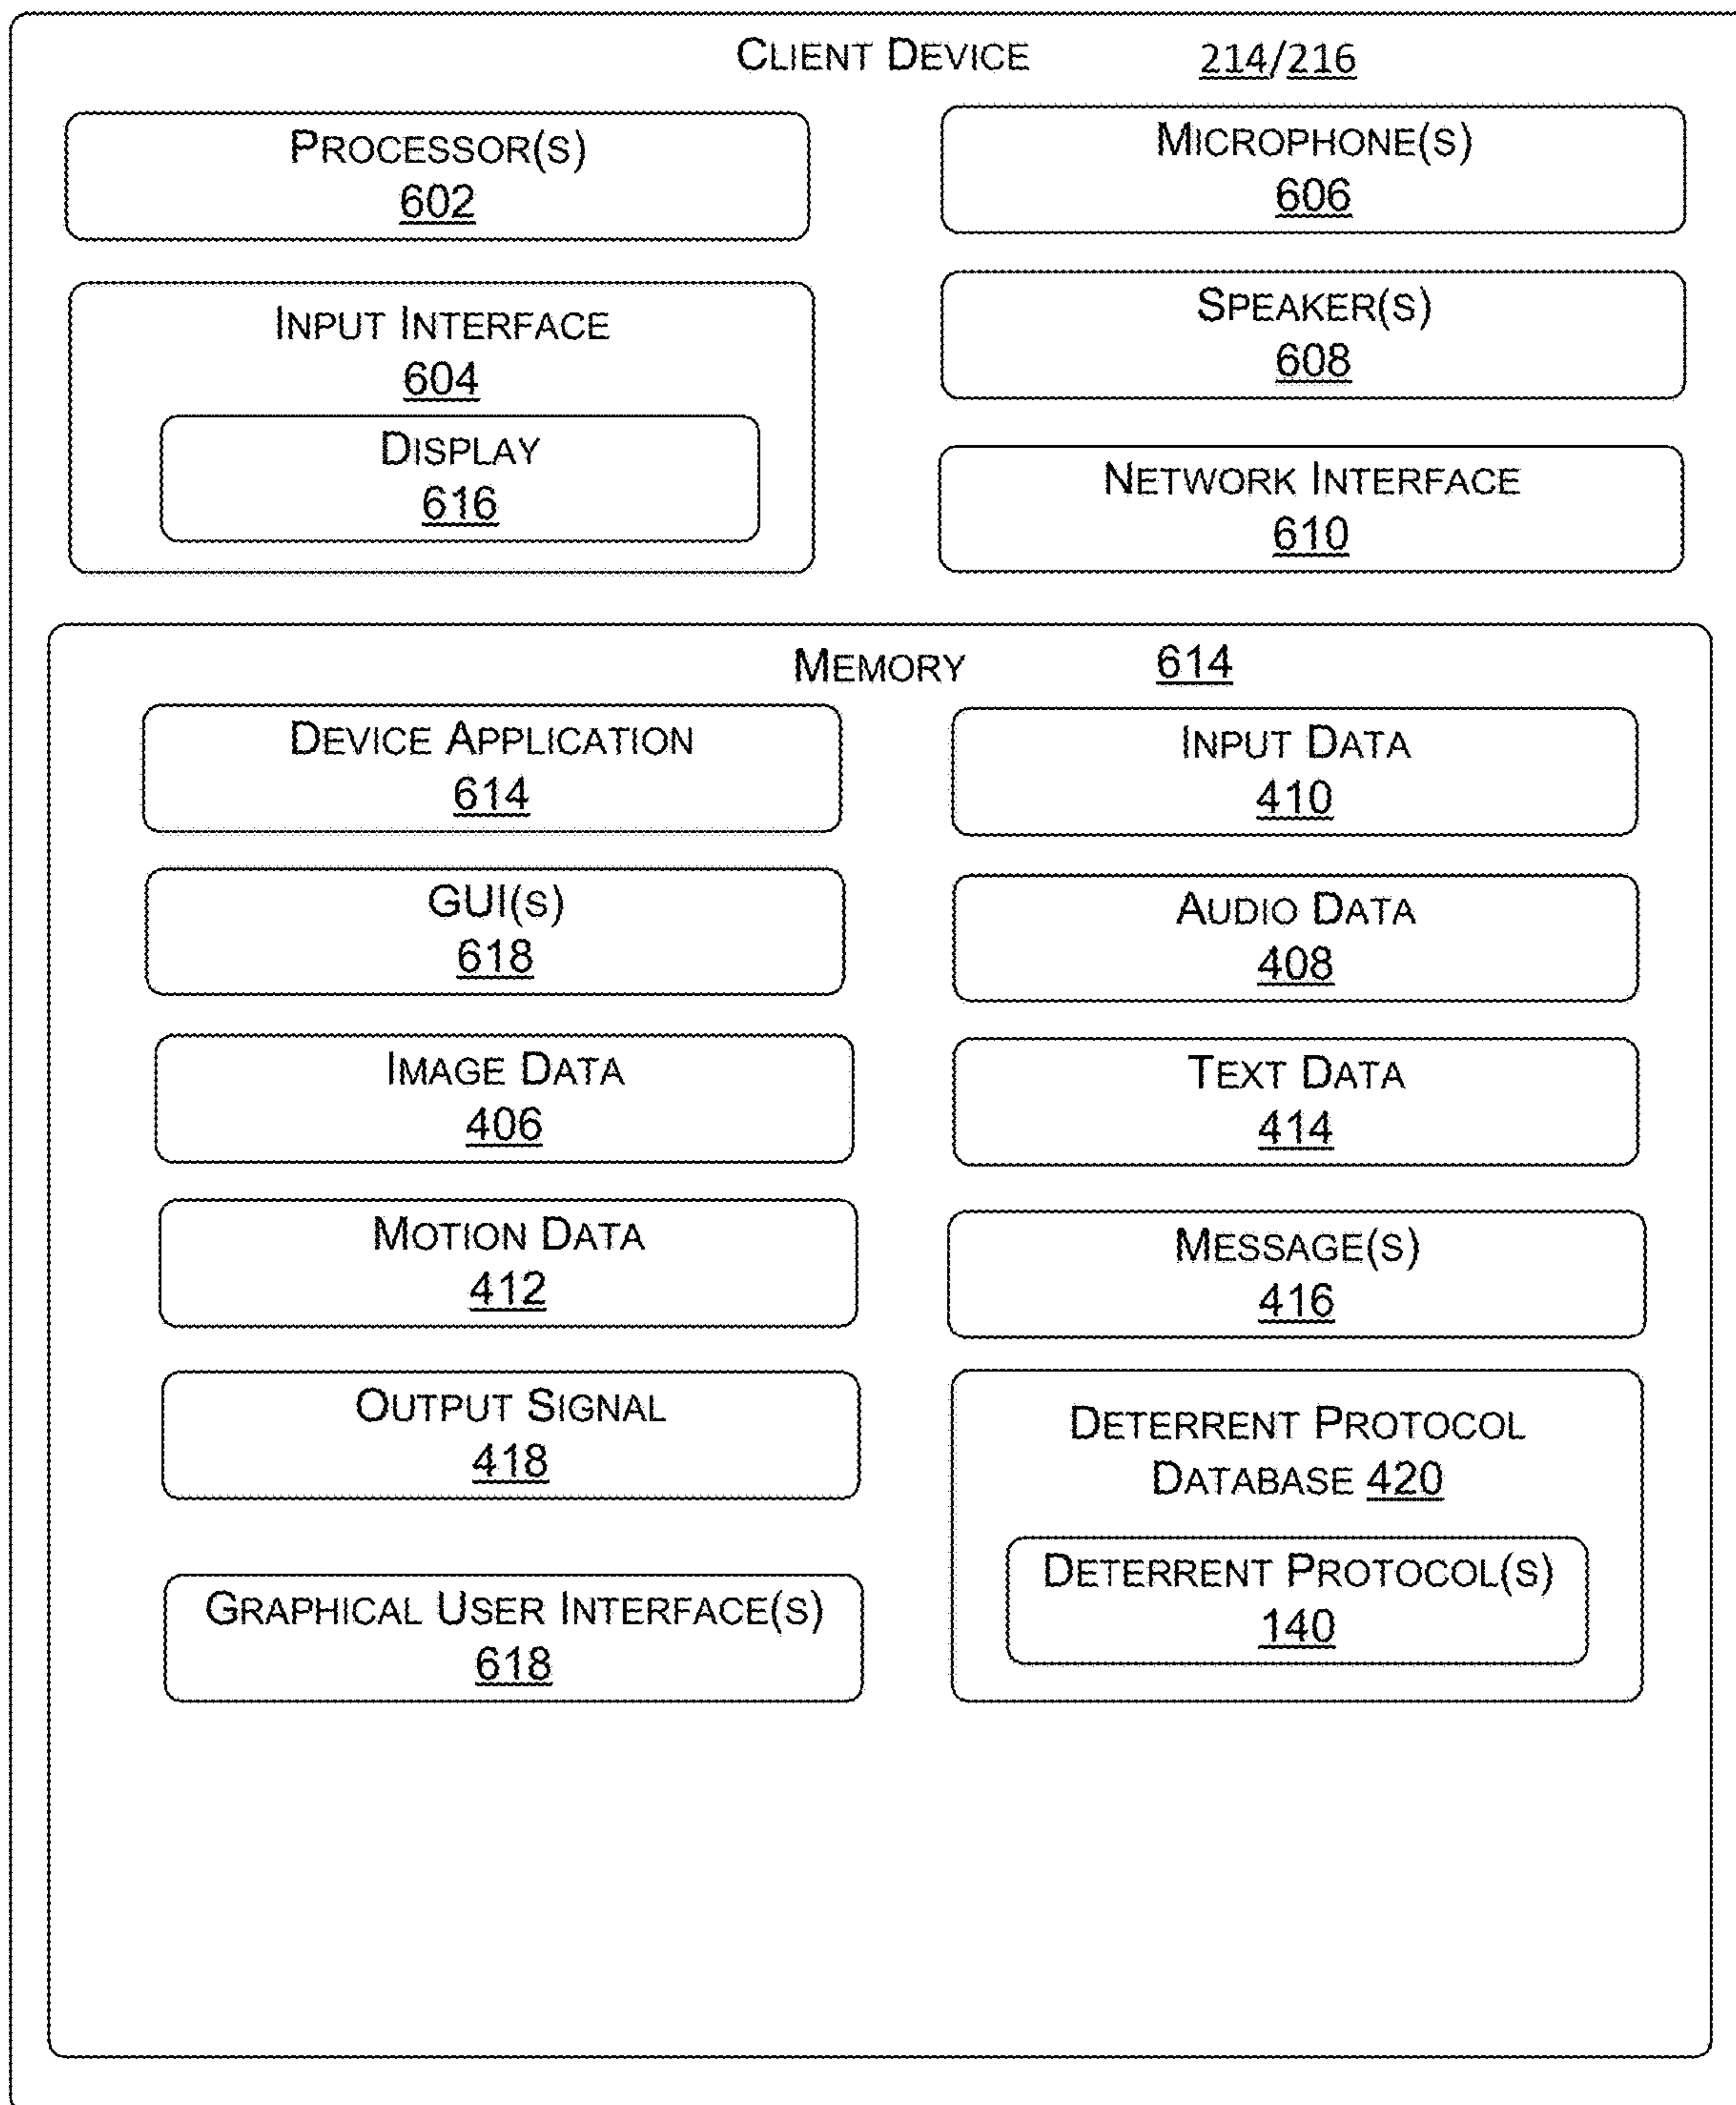 CLIENT DEVICE 214/216
PROCESSOR(S)
602
MICROPHONE(S)
606
INPUT INTERFACE
604
DISPLAY
616
SPEAKER(S)
608
NETWORK INTERFACE
610
MEMORY 614
DEVICE APPLICATION
614
INPUT DATA
410
GUI(S)
618
AUDIO DATA
408
IMAGE DATA
406
TEXT DATA
414
MOTION DATA
412
MESSAGE(S)
416
OUTPUT SIGNAL
418
DETERRENT PROTOCOL
DATABASE 420
DETERRENT PROTOCOL(S)
140
GRAPHICAL USER INTERFACE(S)
618